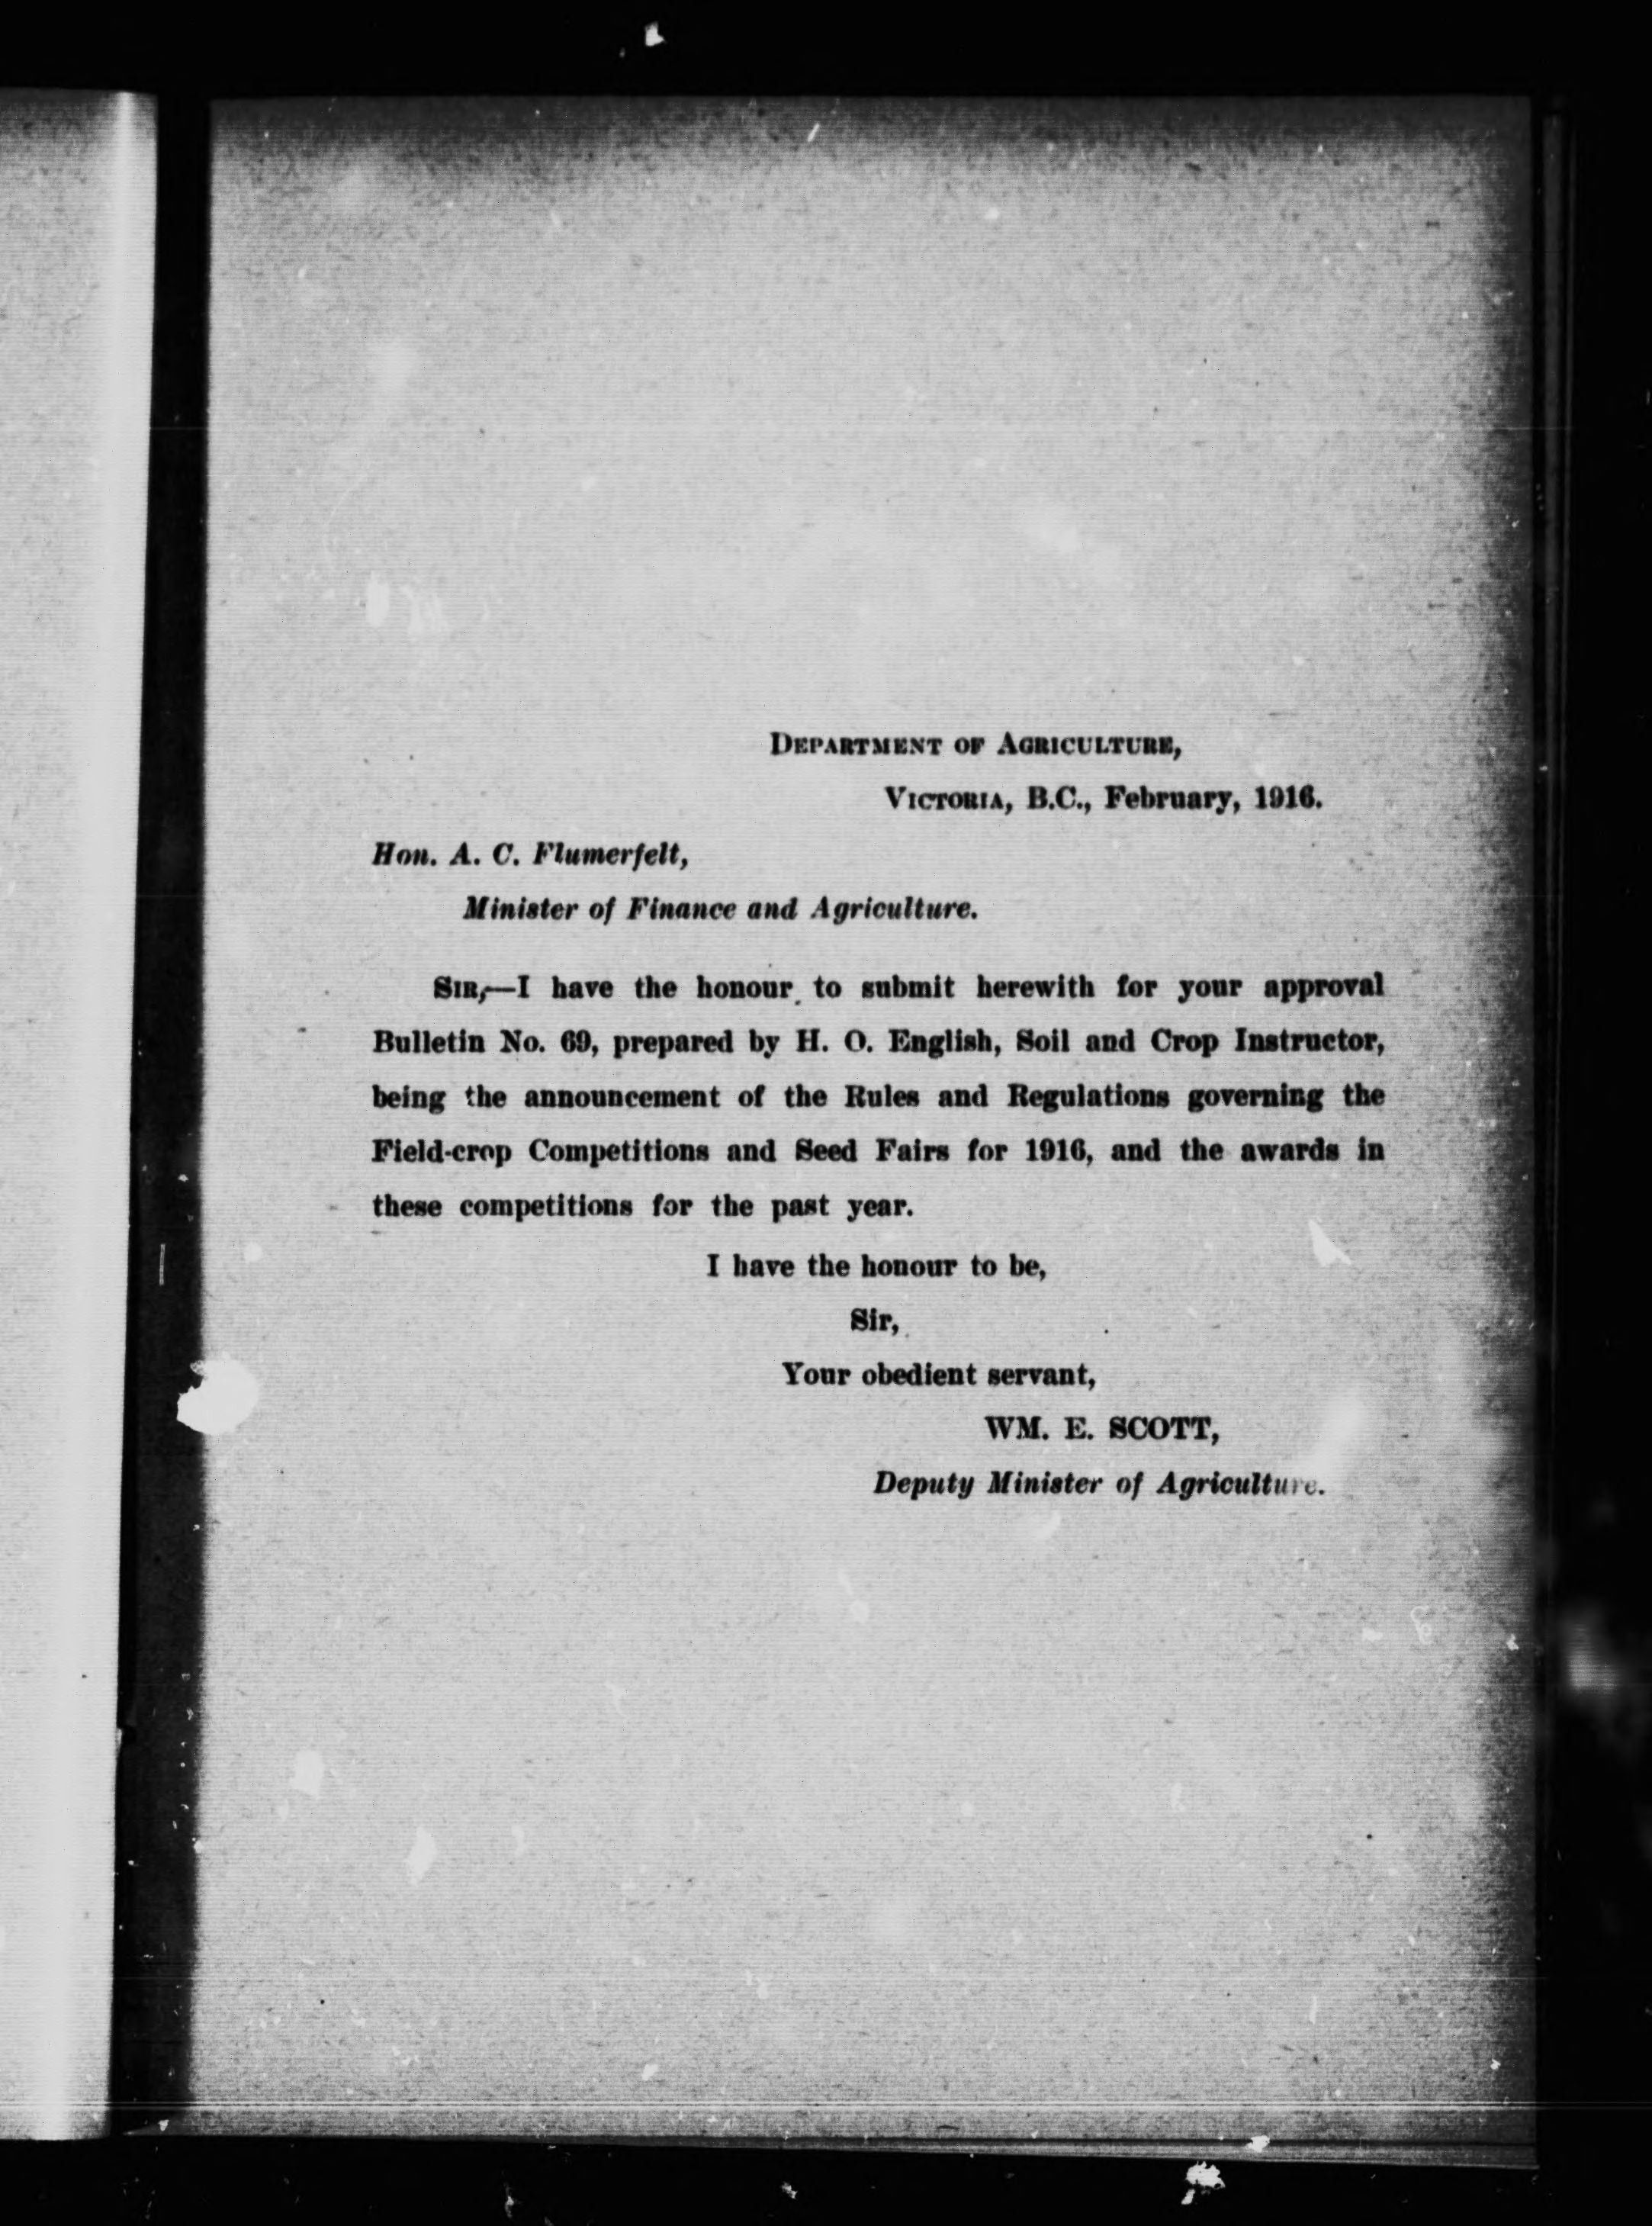 DEPARTMENT OF AGRICULTURE,
VICTORIA, B.C., February, 1916.
Hon. A. C. Flumerfelt,
Minister of Finance and Agriculture.
SIR,—I have the honour to submit herewith for your approval
Bulletin No. 69, prepared by H. O. English, Soil and Crop Instructor,
being the announcement of the Rules and Regulations governing the
Field-crop Competitions and Seed Fairs for 1916, and the awards in
these competitions for the past year.
I have the honour to be,
Sir,
Your obedient servant,
WM. E. SCOTT,
Deputy Minister of Agriculture.